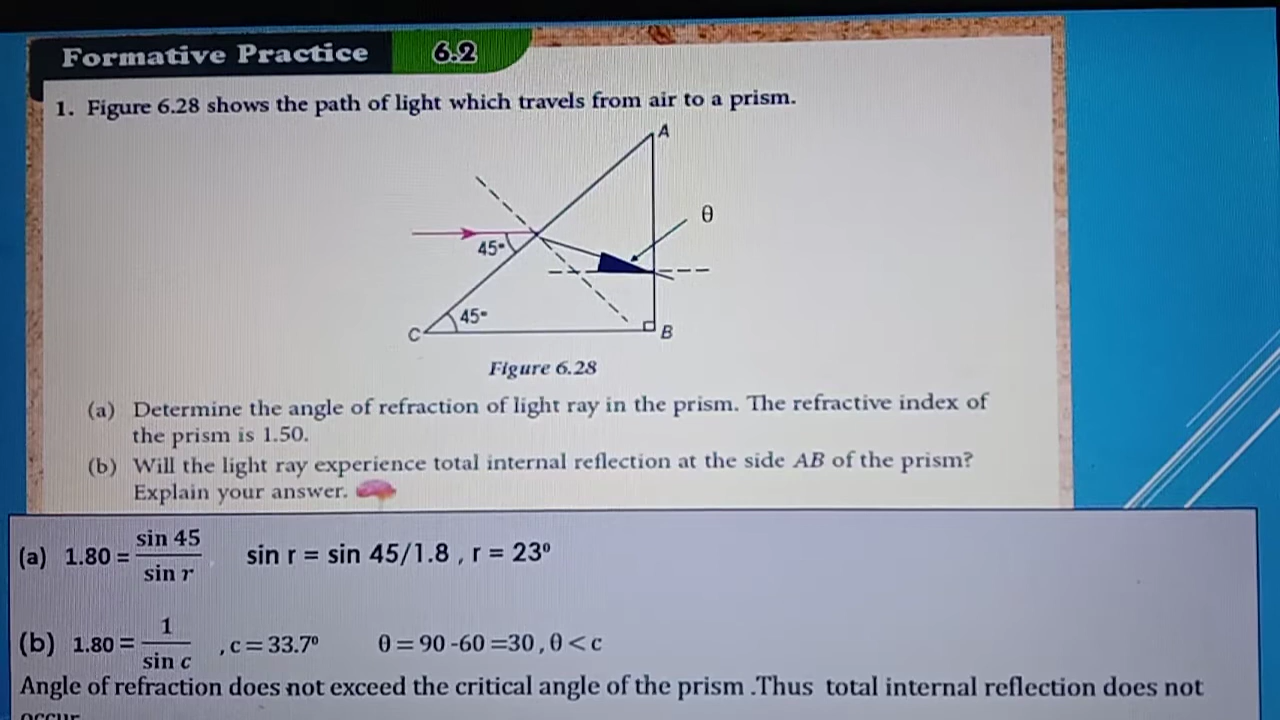 Formative Practice 6.2
1. Figure 6.28 shows the path of light which travels from air to a prism.
A
θ
45°
45°
C
B
Figure 6.28
(a) Determine the angle of refraction of light ray in the prism. The refractive index of
the prism is 1.50.
(b) Will the light ray experience total internal reflection at the side AB of the prism?
Explain your answer.
(a) 1.80 = sin 45 / sin r sin r = sin 45/1.8 , r = 23⁰
(b) 1.80 = 1 / sin c , c = 33.7⁰ θ = 90 -60 =30 , θ < c
Angle of refraction does not exceed the critical angle of the prism .Thus total internal reflection does not
occur